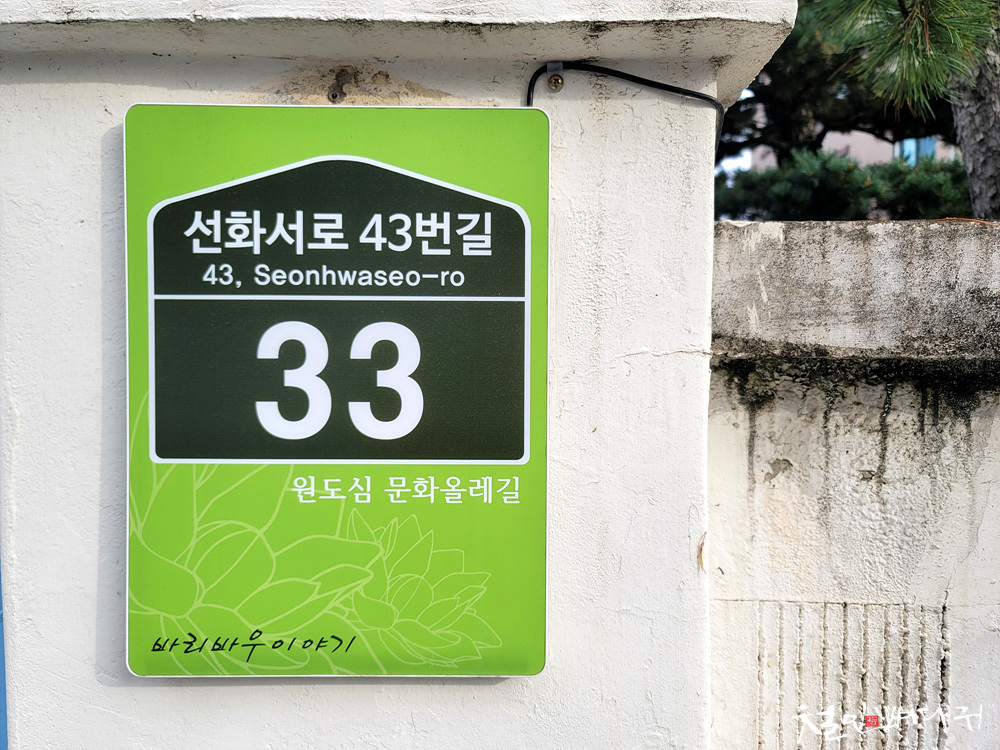 선화서로 43번길
43, Seonhwaseo-ro
33
원도심 문화올레길
바리바우이야기